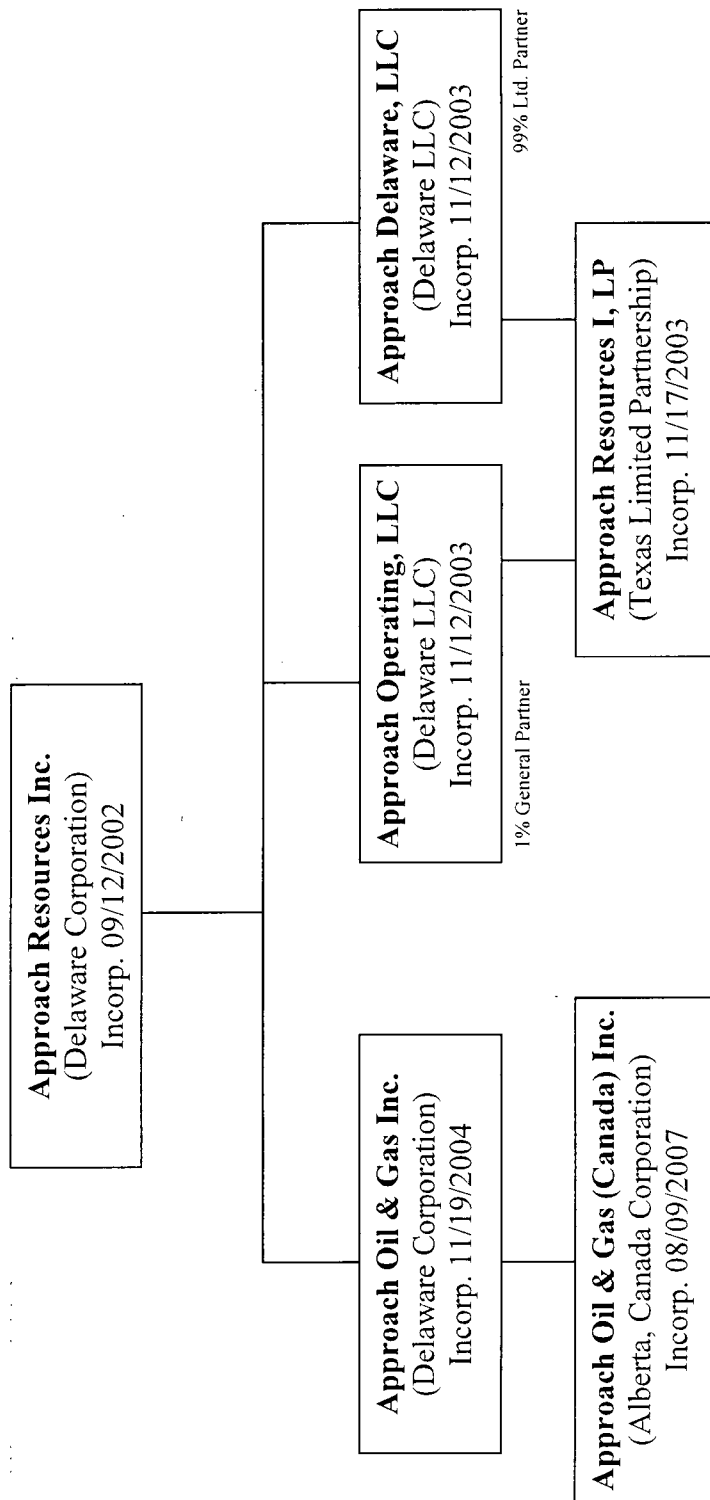 Approach Resources Inc.
(Delaware Corporation)
Incorp. 09/12/2002
Approach Oil & Gas Inc.
(Delaware Corporation)
Incorp. 11/19/2004
Approach Operating, LLC
(Delaware LLC)
Incorp. 11/12/2003
1% General Partner
Approach Delaware, LLC
(Delaware LLC)
Incorp. 11/12/2003
99% Ltd. Partner
Approach Oil & Gas (Canada) Inc.
(Alberta, Canada Corporation)
Incorp. 08/09/2007
Approach Resources I, LP
(Texas Limited Partnership)
Incorp. 11/17/2003